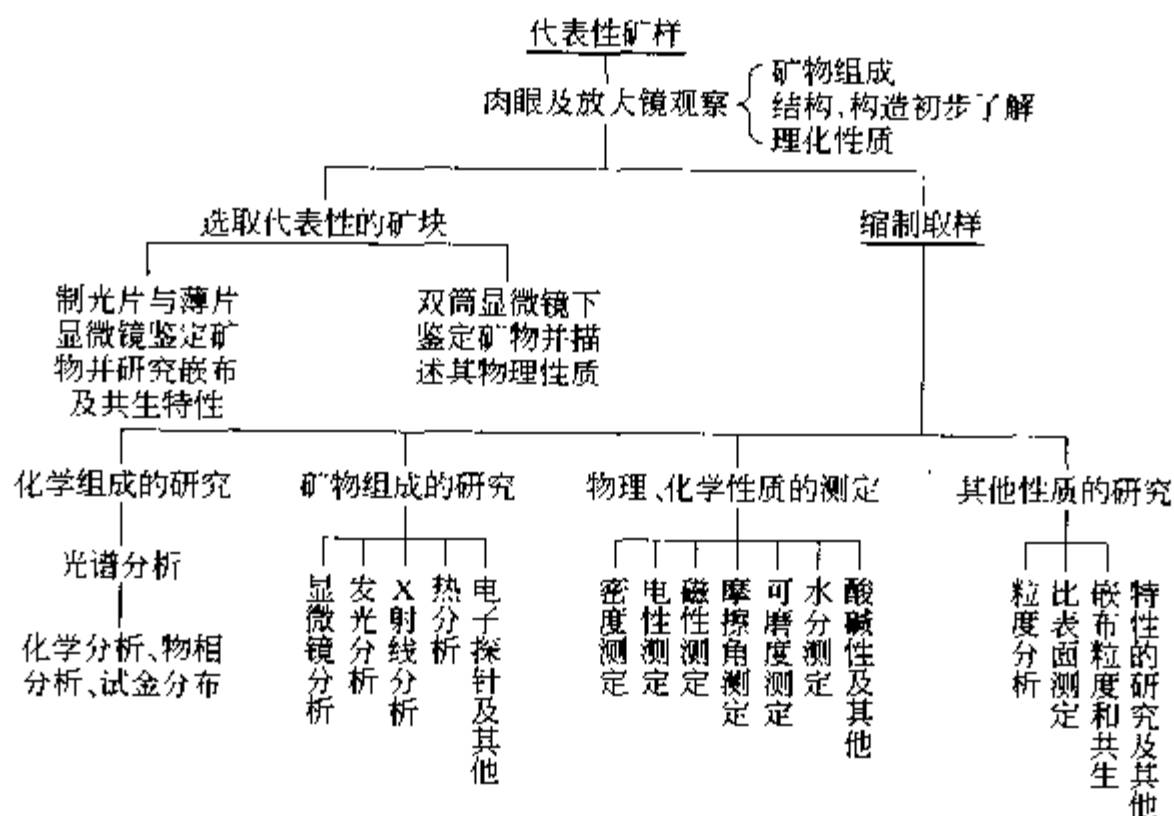 代表性矿样
肉眼及放大镜观察
矿物组成
结构、构造初步了解
理化性质
选取代表性的矿块
缩制取样
制光片与薄片
显微镜鉴定矿
物并研究嵌布
及共生特性
双筒显微镜下
鉴定矿物并描
述其物理性质
化学组成的研究
矿物组成的研究
物理、化学性质的测定
其他性质的研究
光谱分析
化学分析、物相
分析、试金分布
显微镜分析
发光分析
X射线分析
热分析
电子探针及其他
密度测定
电性测定
磁性测定
摩擦角测定
可磨度测定
水分测定
酸碱性及其他
粒度分析
比表面测定
嵌布粒度和共生
特性的研究及其他